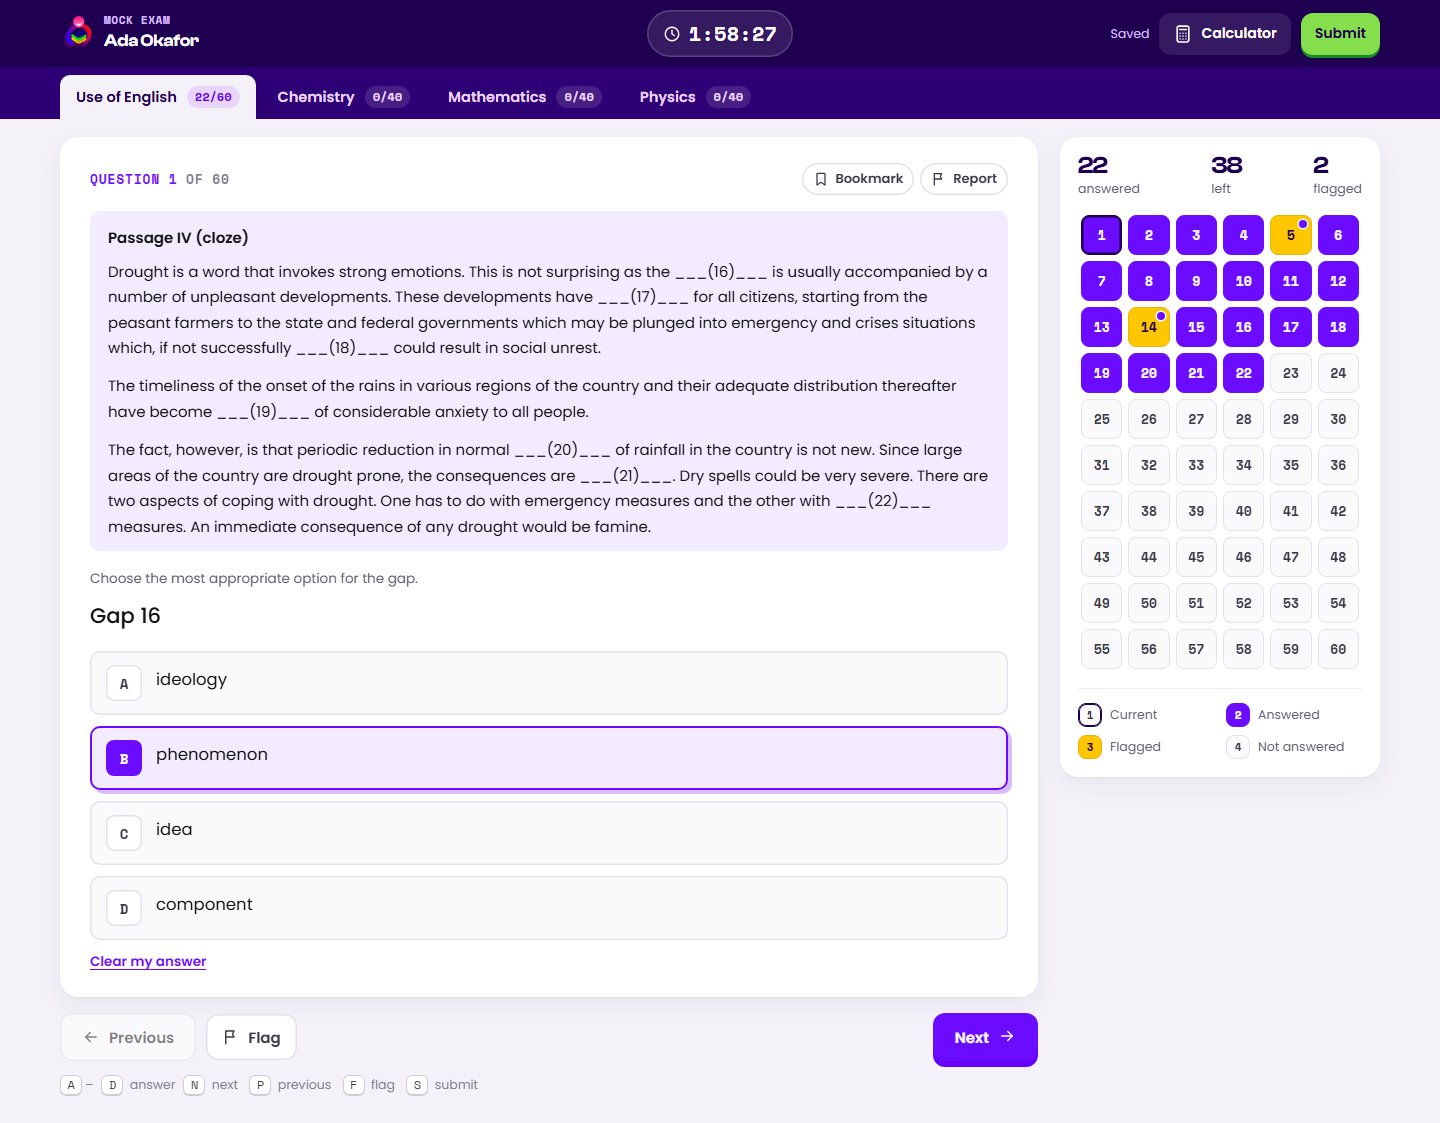 MOCK EXAM
Ada Okafor
1:58:27
Saved
Calculator
Submit
Use of English 22/60
Chemistry 0/40
Mathematics 0/40
Physics 0/40
QUESTION 1 OF 60
Bookmark
Report
Passage IV (cloze)
Drought is a word that invokes strong emotions. This is not surprising as the ___(16)___ is usually accompanied by a
number of unpleasant developments. These developments have ___(17)___ for all citizens, starting from the
peasant farmers to the state and federal governments which may be plunged into emergency and crises situations
which, if not successfully ___(18)___ could result in social unrest.
The timeliness of the onset of the rains in various regions of the country and their adequate distribution thereafter
have become ___(19)___ of considerable anxiety to all people.
The fact, however, is that periodic reduction in normal ___(20)___ of rainfall in the country is not new. Since large
areas of the country are drought prone, the consequences are ___(21)___. Dry spells could be very severe. There are
two aspects of coping with drought. One has to do with emergency measures and the other with ___(22)___
measures. An immediate consequence of any drought would be famine.
Choose the most appropriate option for the gap.
Gap 16
A ideology
B phenomenon
C idea
D component
Clear my answer
Previous
Flag
Next
A – D answer N next P previous F flag S submit
22 38 2
answered left flagged
1 2 3 4 5 6
7 8 9 10 11 12
13 14 15 16 17 18
19 20 21 22 23 24
25 26 27 28 29 30
31 32 33 34 35 36
37 38 39 40 41 42
43 44 45 46 47 48
49 50 51 52 53 54
55 56 57 58 59 60
1 Current 2 Answered
3 Flagged 4 Not answered